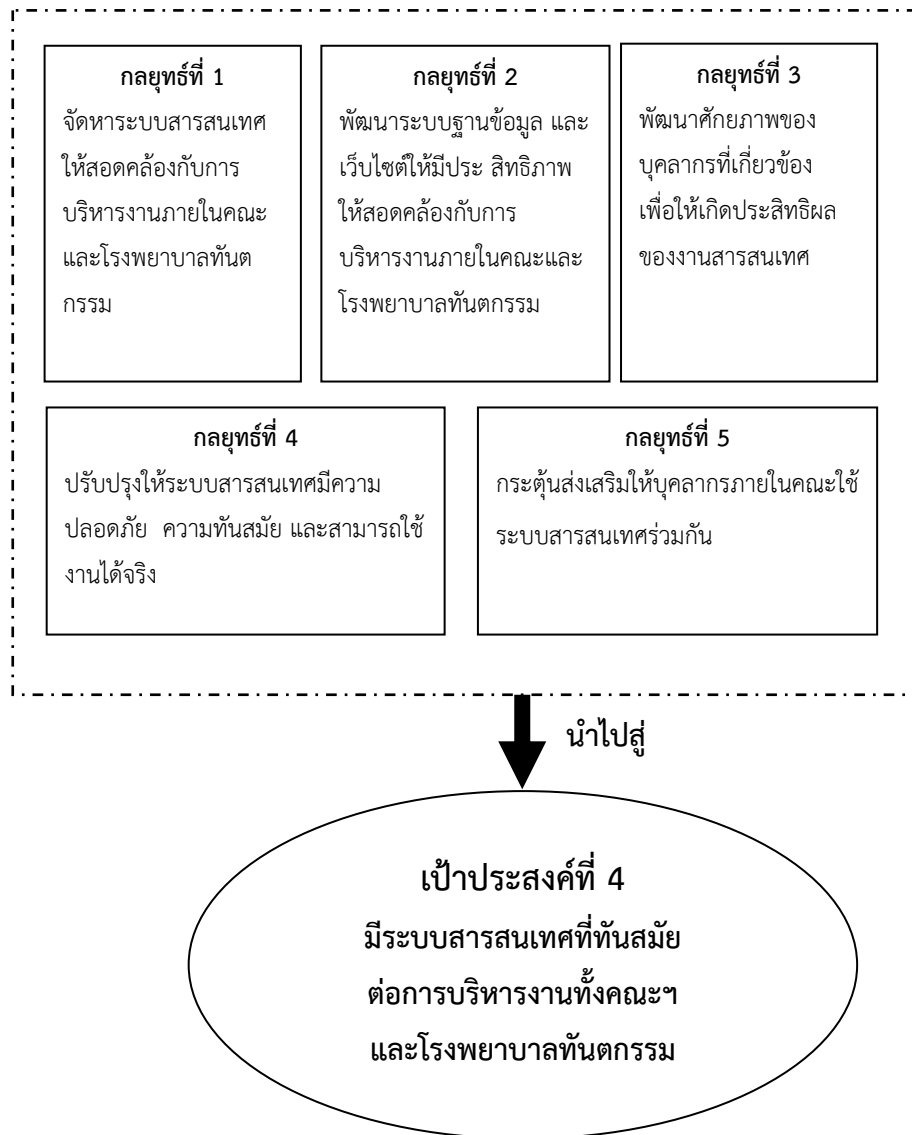 กลยุทธ์ที่ 1
จัดหาระบบสารสนเทศ
ให้สอดคล้องกับการ
บริหารงานภายในคณะ
และโรงพยาบาลทันต
กรรม
กลยุทธ์ที่ 2
พัฒนาระบบฐานข้อมูล และ
เว็บไซต์ให้มีประ สิทธิภาพ
ให้สอดคล้องกับการ
บริหารงานภายในคณะและ
โรงพยาบาลทันตกรรม
กลยุทธ์ที่ 3
พัฒนาศักยภาพของ
บุคลากรที่เกี่ยวข้อง
เพื่อให้เกิดประสิทธิผล
ของงานสารสนเทศ
กลยุทธ์ที่ 4
ปรับปรุงให้ระบบสารสนเทศมีความ
ปลอดภัย ความทันสมัย และสามารถใช้
งานได้จริง
กลยุทธ์ที่ 5
กระตุ้นส่งเสริมให้บุคลากรภายในคณะใช้
ระบบสารสนเทศร่วมกัน
นำไปสู่
เป้าประสงค์ที่ 4
มีระบบสารสนเทศที่ทันสมัย
ต่อการบริหารงานทั้งคณะฯ
และโรงพยาบาลทันตกรรม